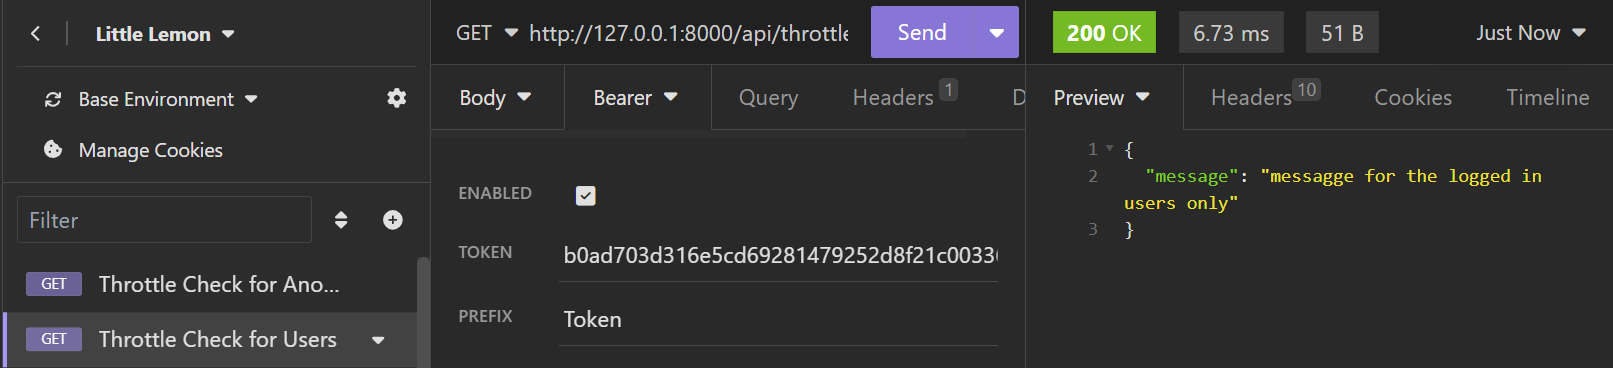 Little Lemon
Base Environment
Manage Cookies
Filter
GET Throttle Check for Ano...
GET Throttle Check for Users
GET http://127.0.0.1:8000/api/throttle Send
Body Bearer Query Headers 1
ENABLED
TOKEN b0ad703d316e5cd69281479252d8f21c0033
PREFIX Token
200 OK 6.73 ms 51 B Just Now
Preview Headers 10 Cookies Timeline
1 {
2 "message": "messagge for the logged in
users only"
3 }